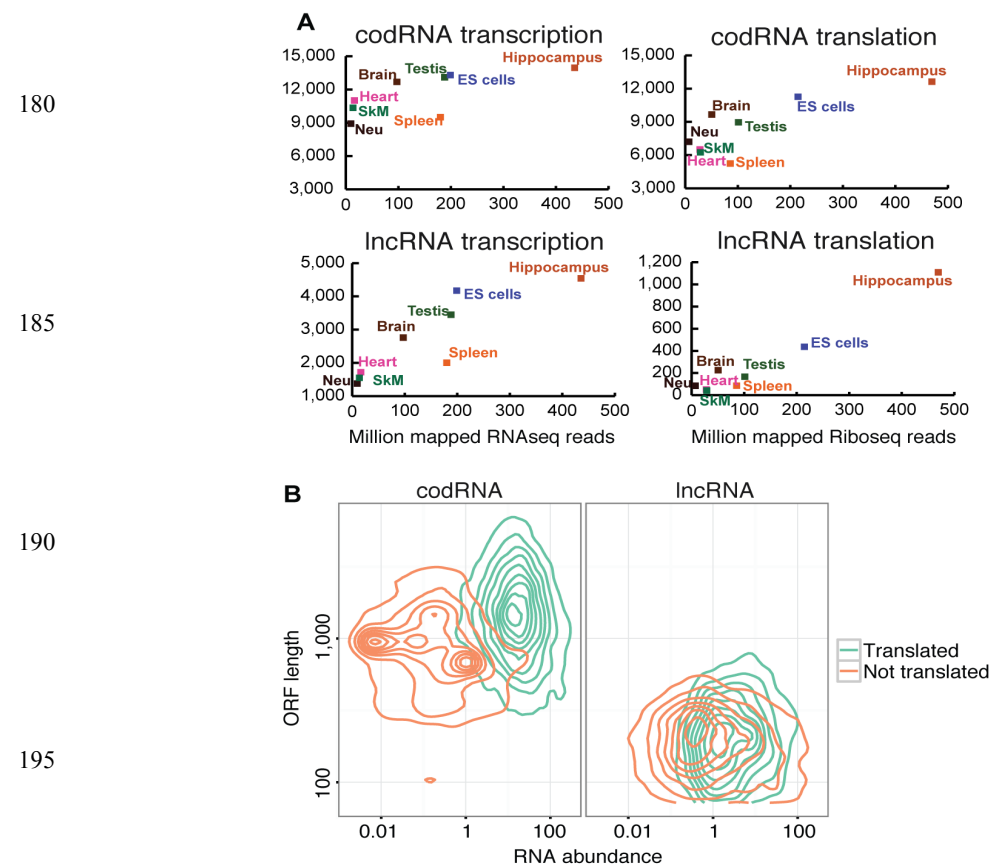 A
codRNA transcription
15,000
12,000
9,000
6,000
3,000
0 100 200 300 400 500
Brain
Testis
ES cells
Hippocampus
Heart
SkM
Neu
Spleen
codRNA translation
15,000
12,000
9,000
6,000
3,000
0 100 200 300 400 500
Hippocampus
ES cells
Brain
Testis
Neu
SkM
Heart
Spleen
180
lncRNA transcription
5,000
4,000
3,000
2,000
1,000
0 100 200 300 400 500
Hippocampus
ES cells
Testis
Brain
Spleen
Heart
SkM
Neu
Million mapped RNAseq reads
lncRNA translation
1,200
1,000
800
600
400
200
0
0 100 200 300 400 500
Hippocampus
ES cells
Brain
Testis
Neu
Heart
Spleen
SkM
Million mapped Riboseq reads
185
B
codRNA
lncRNA
190
ORF length
1,000
100
0.01 1 100
0.01 1 100
RNA abundance
Translated
Not translated
195